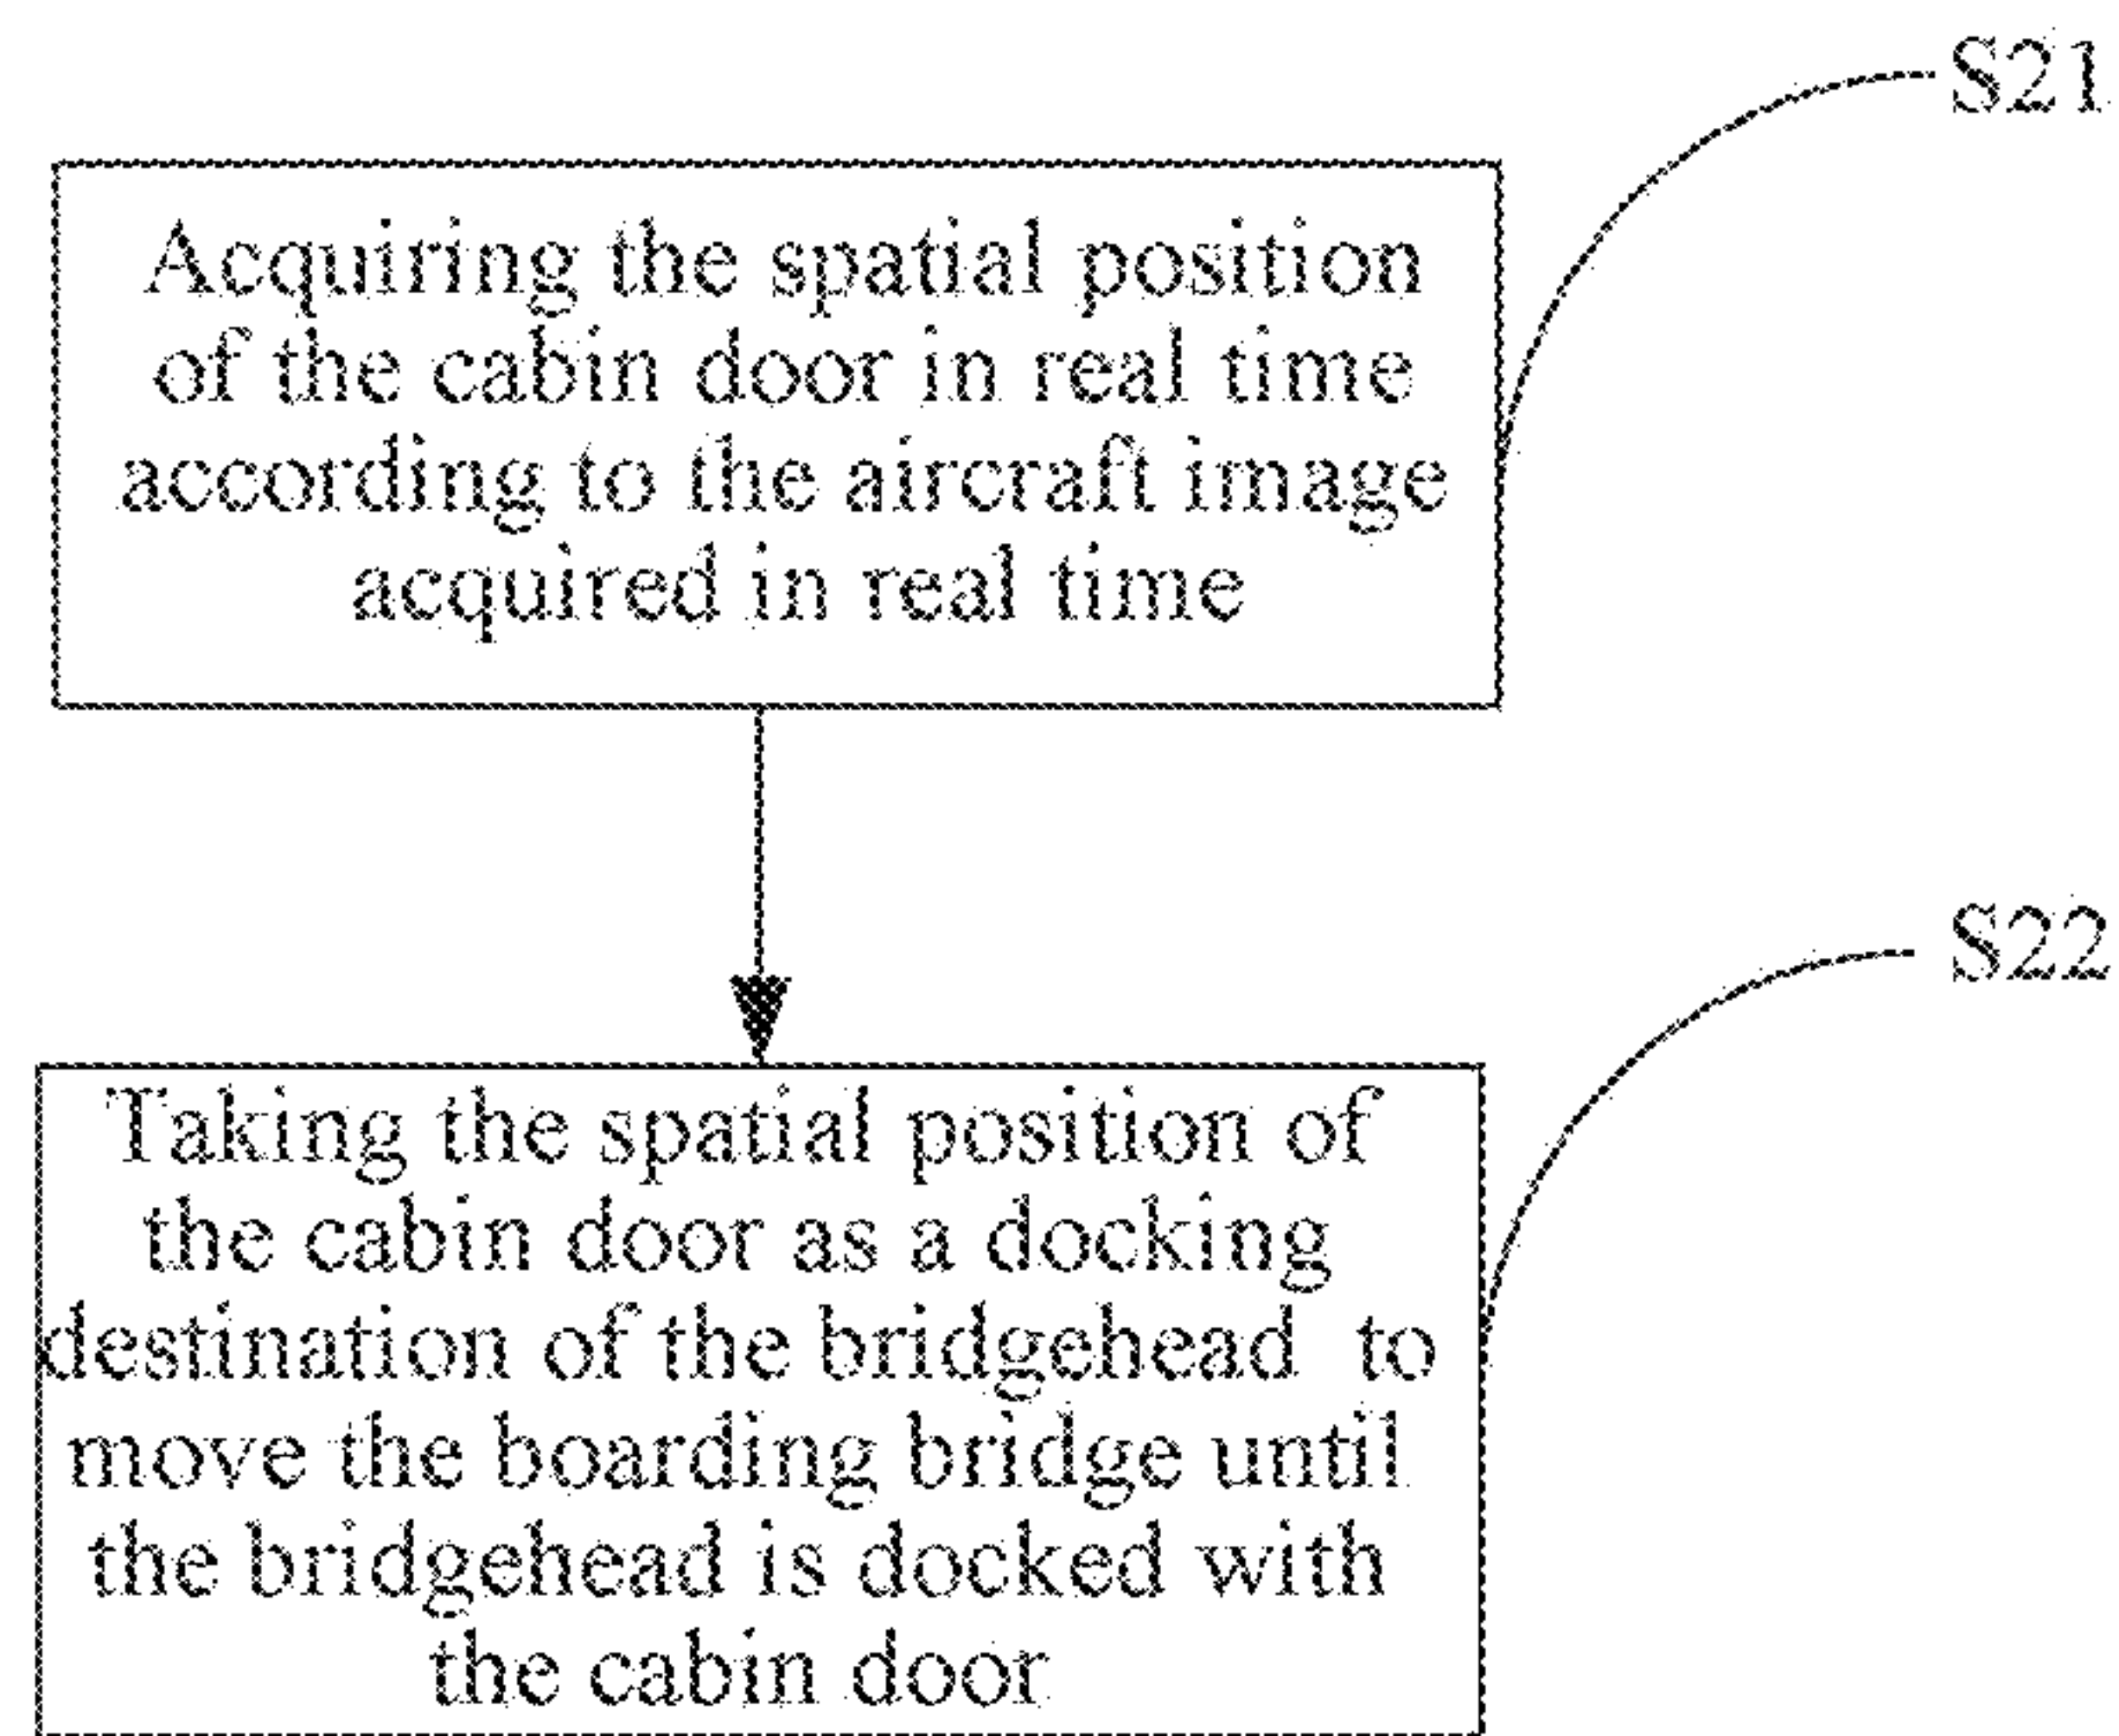 S21
Acquiring the spatial position
of the cabin door in real time
according to the aircraft image
acquired in real time
S22
Taking the spatial position of
the cabin door as a docking
destination of the bridgehead to
move the boarding bridge until
the bridgehead is docked with
the cabin door